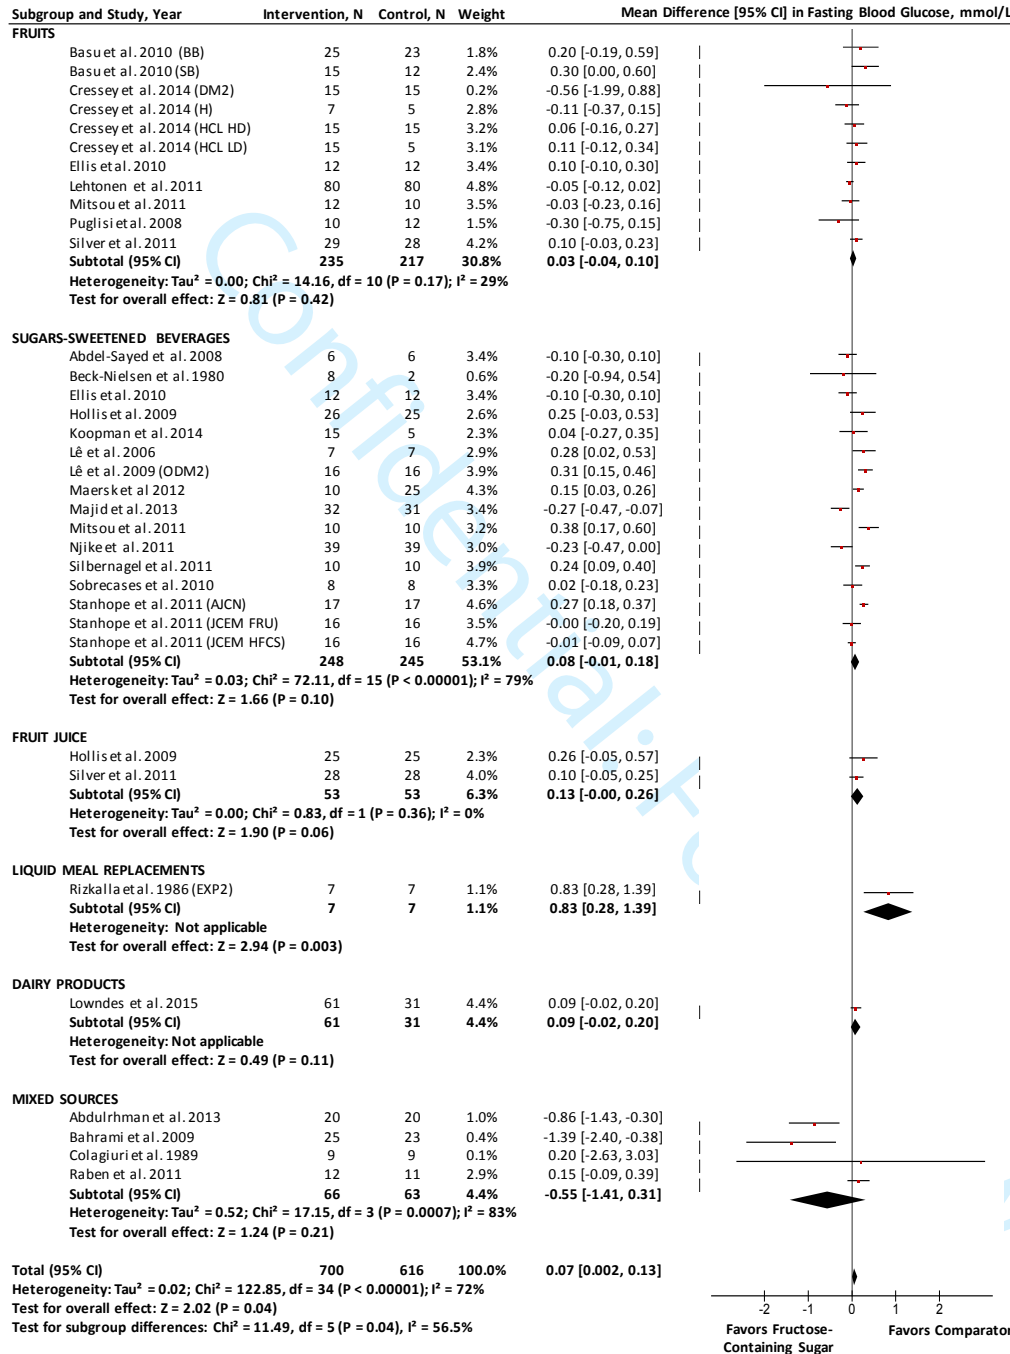 Subgroup and Study, Year Intervention, N Control, N Weight Mean Difference [95% CI] in Fasting Blood Glucose, mmol/L
FRUITS
Basu et al. 2010 (BB) 25 23 1.8% 0.20 [-0.19, 0.59]
Basu et al. 2010 (SB) 15 12 2.4% 0.30 [0.00, 0.60]
Cressey et al. 2014 (DM2) 15 15 0.2% -0.56 [-1.99, 0.88]
Cressey et al. 2014 (H) 7 5 2.8% -0.11 [-0.37, 0.15]
Cressey et al. 2014 (HCL HD) 15 15 3.2% 0.06 [-0.16, 0.27]
Cressey et al. 2014 (HCL LD) 15 5 3.1% 0.11 [-0.12, 0.34]
Ellis et al. 2010 12 12 3.4% 0.10 [-0.10, 0.30]
Lehtonen et al. 2011 80 80 4.8% -0.05 [-0.12, 0.02]
Mitsou et al. 2011 12 10 3.4% -0.03 [-0.23, 0.16]
Puglisi et al. 2008 10 12 1.5% -0.30 [-0.75, 0.15]
Silver et al. 2011 29 28 4.2% 0.10 [-0.03, 0.23]
Subtotal (95% CI) 235 217 30.8% 0.03 [-0.04, 0.10]
Heterogeneity: Tau² = 0.00; Chi² = 14.16, df = 10 (P = 0.17); I² = 29%
Test for overall effect: Z = 0.81 (P = 0.42)
SUGARS-SWEETENED BEVERAGES
Abdel-Sayed et al. 2008 6 6 3.4% -0.10 [-0.30, 0.10]
Beck-Nielsen et al. 1980 8 2 0.6% -0.20 [-0.94, 0.54]
Ellis et al. 2010 12 12 3.4% -0.10 [-0.30, 0.10]
Hollis et al. 2009 26 25 2.6% 0.25 [-0.03, 0.53]
Koopman et al. 2014 15 5 2.3% 0.04 [-0.27, 0.35]
Lê et al. 2006 7 7 2.9% 0.28 [0.02, 0.53]
Lê et al. 2009 (ODM2) 16 16 3.9% 0.31 [0.15, 0.46]
Maersk et al 2012 10 25 4.3% 0.15 [0.03, 0.26]
Majid et al. 2013 32 31 3.4% -0.27 [-0.47, -0.07]
Mitsou et al. 2011 10 10 3.2% 0.38 [0.17, 0.60]
Njike et al. 2011 39 39 3.0% -0.23 [-0.47, 0.00]
Silbernagel et al. 2011 10 10 3.9% 0.24 [0.09, 0.40]
Sobrecases et al. 2010 8 8 3.3% 0.02 [-0.18, 0.23]
Stanhope et al. 2011 (AJCN) 17 17 4.6% 0.27 [0.18, 0.37]
Stanhope et al. 2011 (JCEM FRU) 16 16 3.5% -0.00 [-0.20, 0.19]
Stanhope et al. 2011 (JCEM HFCS) 16 16 4.7% -0.01 [-0.09, 0.07]
Subtotal (95% CI) 248 245 53.1% 0.08 [-0.01, 0.18]
Heterogeneity: Tau² = 0.03; Chi² = 72.11, df = 15 (P < 0.00001); I² = 79%
Test for overall effect: Z = 1.66 (P = 0.10)
FRUIT JUICE
Hollis et al. 2009 25 25 2.3% 0.26 [-0.05, 0.57]
Silver et al. 2011 28 28 4.0% 0.10 [-0.05, 0.25]
Subtotal (95% CI) 53 53 6.3% 0.13 [-0.00, 0.26]
Heterogeneity: Tau² = 0.00; Chi² = 0.83, df = 1 (P = 0.36); I² = 0%
Test for overall effect: Z = 1.90 (P = 0.06)
LIQUID MEAL REPLACEMENTS
Rizkalla et al. 1986 (EXP2) 7 7 1.1% 0.83 [0.28, 1.39]
Subtotal (95% CI) 7 7 1.1% 0.83 [0.28, 1.39]
Heterogeneity: Not applicable
Test for overall effect: Z = 2.94 (P = 0.003)
DAIRY PRODUCTS
Lowndes et al. 2015 61 31 4.4% 0.09 [-0.02, 0.20]
Subtotal (95% CI) 61 31 4.4% 0.09 [-0.02, 0.20]
Heterogeneity: Not applicable
Test for overall effect: Z = 0.49 (P = 0.11)
MIXED SOURCES
Abdulrhman et al. 2013 20 20 1.0% -0.86 [-1.43, -0.30]
Bahrami et al. 2009 25 23 0.4% -1.39 [-2.40, -0.38]
Colagiuri et al. 1989 9 9 0.1% 0.20 [-2.63, 3.03]
Raben et al. 2011 12 11 2.9% 0.15 [-0.09, 0.39]
Subtotal (95% CI) 66 63 4.4% -0.55 [-1.41, 0.31]
Heterogeneity: Tau² = 0.52; Chi² = 17.15, df = 3 (P = 0.0007); I² = 83%
Test for overall effect: Z = 1.24 (P = 0.21)
Total (95% CI) 700 616 100.0% 0.07 [0.002, 0.13]
Heterogeneity: Tau² = 0.02; Chi² = 122.85, df = 34 (P < 0.00001); I² = 72%
Test for overall effect: Z = 2.02 (P = 0.04)
Test for subgroup differences: Chi² = 11.49, df = 5 (P = 0.04), I² = 56.5%
-2 -1 0 1 2
Favors Fructose-
Containing Sugar
Favors Comparator
Confidential: